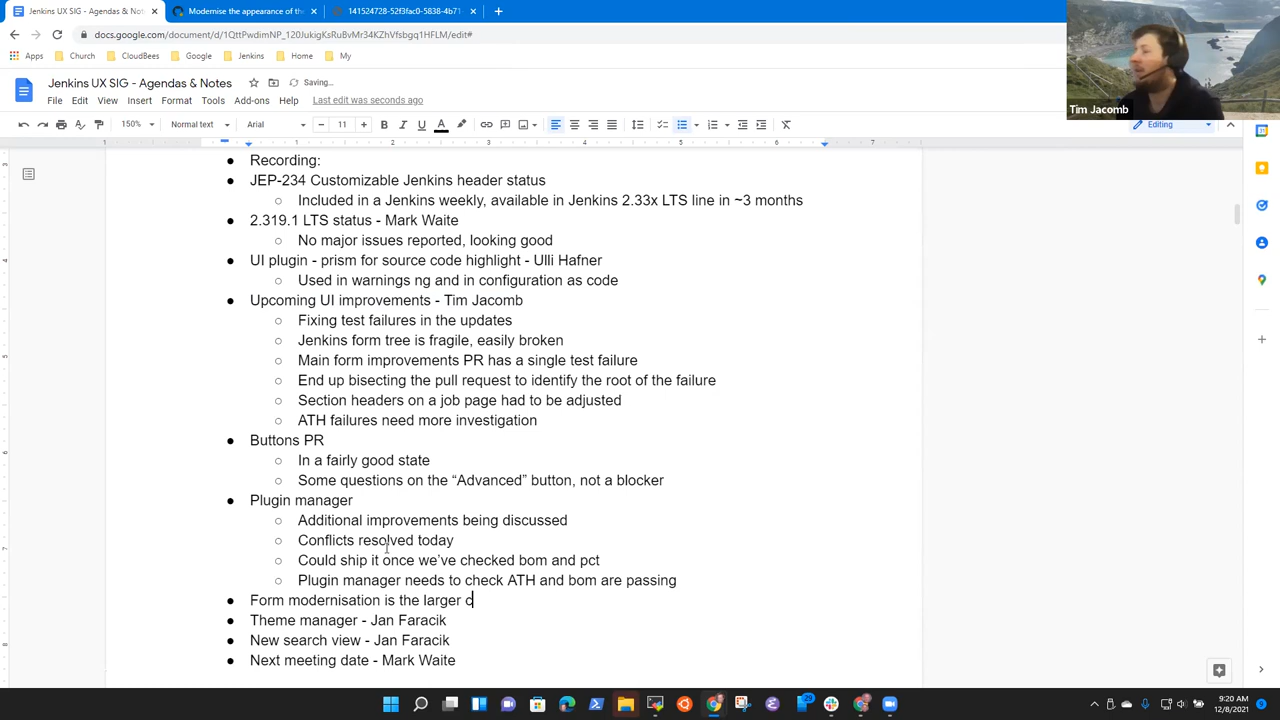 Jenkins UX SIG - Agendas & Not
Modernise the appearance of th
141524728-52f3fac0-5838-4b71
docs.google.com/document/d/1QttPwdimNP_120JukigKsRuBvMr34KZhVfsbgq1HFLM/edit#
Apps Church CloudBees Google Jenkins Home My
Jenkins UX SIG - Agendas & Notes Saving...
File Edit View Insert Format Tools Add-ons Help Last edit was seconds ago
150% Normal text Arial 11 Editing
Tim Jacomb
1 1 2 3 4 5 6 7
• Recording:
• JEP-234 Customizable Jenkins header status
○ Included in a Jenkins weekly, available in Jenkins 2.33x LTS line in ~3 months
• 2.319.1 LTS status - Mark Waite
○ No major issues reported, looking good
• UI plugin - prism for source code highlight - Ulli Hafner
○ Used in warnings ng and in configuration as code
• Upcoming UI improvements - Tim Jacomb
○ Fixing test failures in the updates
○ Jenkins form tree is fragile, easily broken
○ Main form improvements PR has a single test failure
○ End up bisecting the pull request to identify the root of the failure
○ Section headers on a job page had to be adjusted
○ ATH failures need more investigation
• Buttons PR
○ In a fairly good state
○ Some questions on the “Advanced” button, not a blocker
• Plugin manager
○ Additional improvements being discussed
○ Conflicts resolved today
○ Could ship it once we’ve checked bom and pct
○ Plugin manager needs to check ATH and bom are passing
• Form modernisation is the larger c
• Theme manager - Jan Faracik
• New search view - Jan Faracik
• Next meeting date - Mark Waite
9:20 AM
12/8/2021